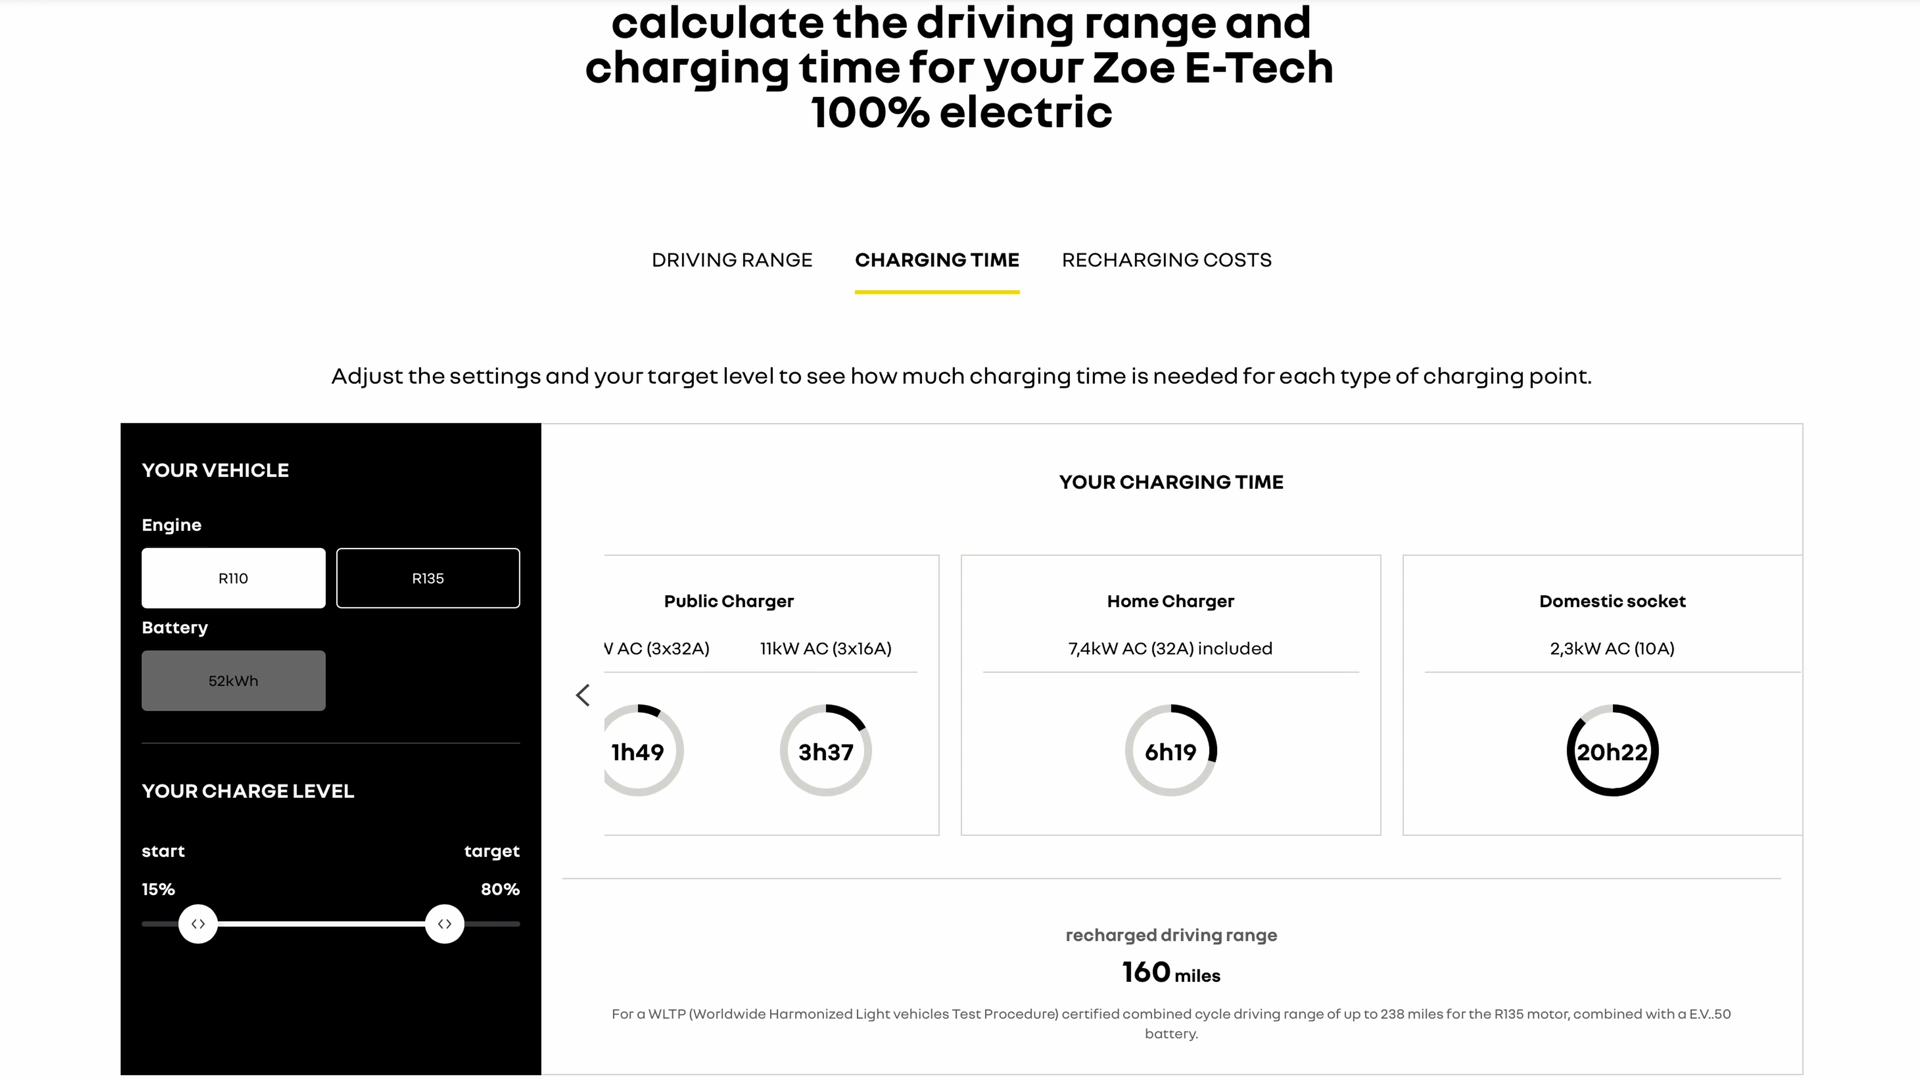 calculate the driving range and
charging time for your Zoe E-Tech
100% electric
DRIVING RANGE
CHARGING TIME
RECHARGING COSTS
Adjust the settings and your target level to see how much charging time is needed for each type of charging point.
YOUR VEHICLE
Engine
R110
R135
Battery
52kWh
YOUR CHARGE LEVEL
start
target
15%
80%
YOUR CHARGING TIME
Public Charger
AC (3x32A)
11kW AC (3x16A)
1h49
3h37
Home Charger
7,4kW AC (32A) included
6h19
Domestic socket
2,3kW AC (10A)
20h22
recharged driving range
160 miles
For a WLTP (Worldwide Harmonized Light vehicles Test Procedure) certified combined cycle driving range of up to 238 miles for the R135 motor, combined with a E.V..50
battery.